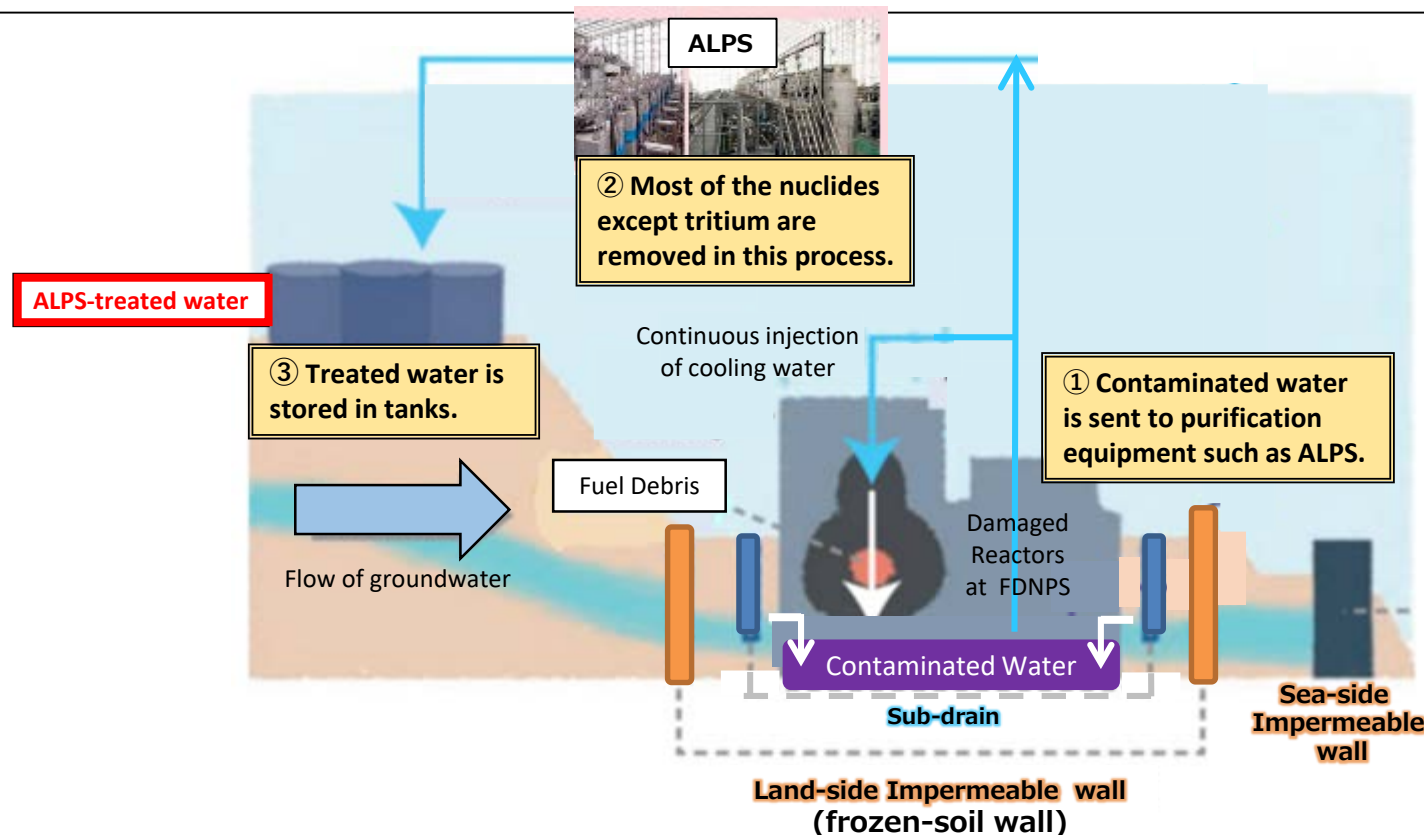 ALPS
② Most of the nuclides
except tritium are
removed in this process.
ALPS-treated water
Continuous injection
of cooling water
③ Treated water is
stored in tanks.
① Contaminated water
is sent to purification
equipment such as ALPS.
Fuel Debris
Flow of groundwater
Damaged
Reactors
at FDNPS
Contaminated Water
Sub-drain
Sea-side
Impermeable
wall
Land-side Impermeable wall
(frozen-soil wall)